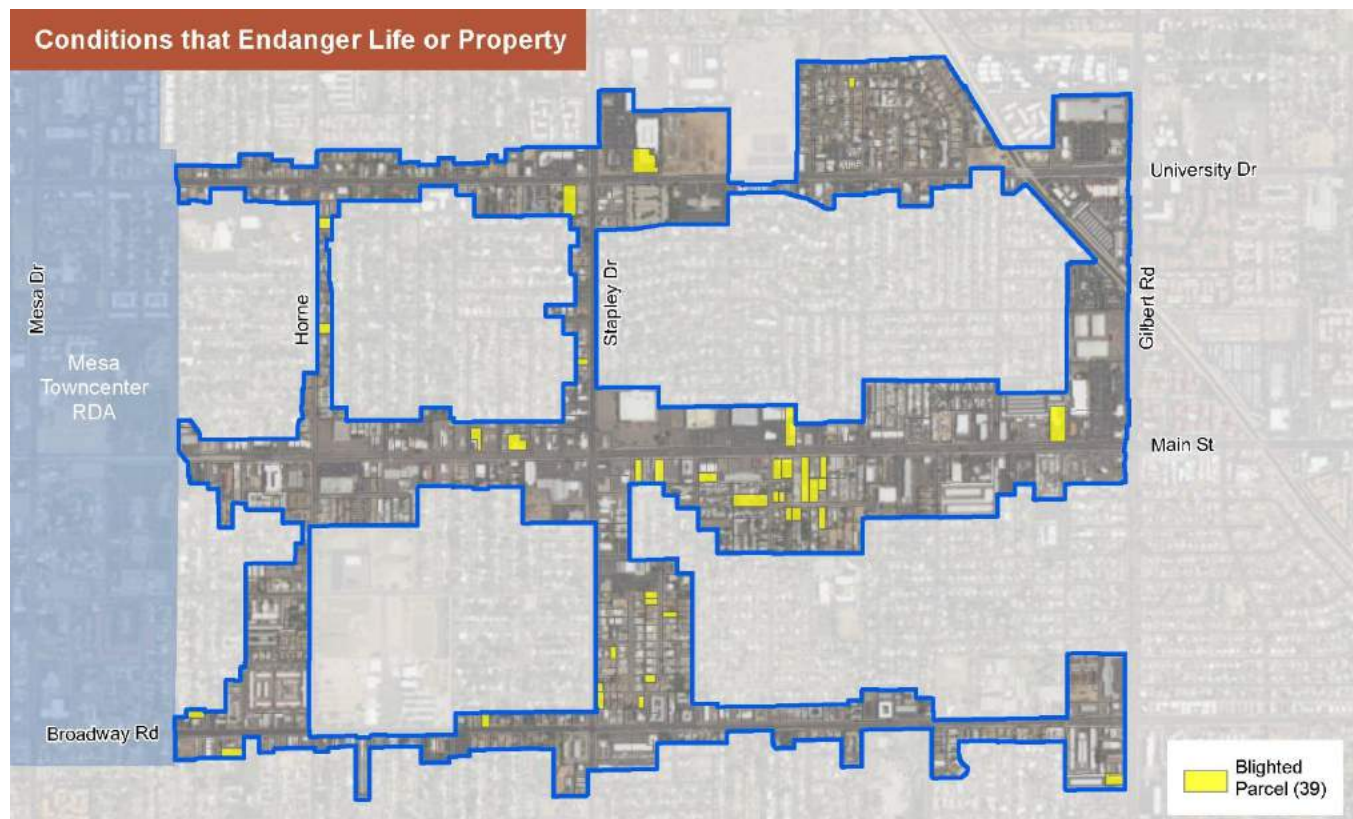 Conditions that Endanger Life or Property
University Dr
Mesa Dr
Horne
Stapley Dr
Gilbert Rd
Mesa
Towncenter
RDA
Main St
Broadway Rd
Blighted
Parcel (39)